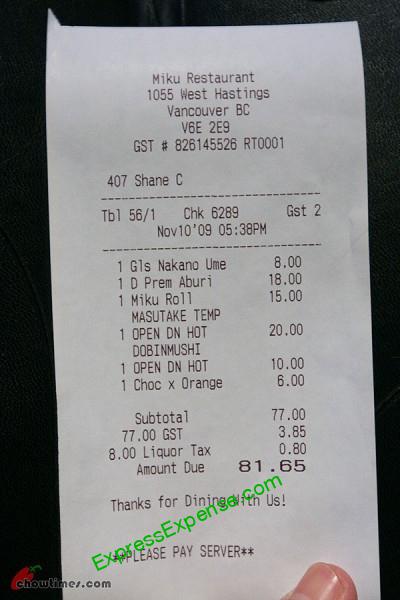 Miku Restaurant
1055 West Hastings
Vancouver BC
V6E 2E9
GST # 826145526 RT0001
407 Shane C
Tbl 56/1 Chk 6289 Gst 2
Nov10'09 05:38PM
1 Gls Nakano Ume 8.00
1 D Prem Aburi 18.00
1 Miku Roll 15.00
MASUTAKE TEMP
1 OPEN DN HOT 20.00
DOBINMUSHI
1 OPEN DN HOT 10.00
1 Choc x Orange 6.00
Subtotal 77.00
77.00 GST 3.85
8.00 Liquor Tax 0.80
Amount Due 81.65
Thanks for Dining With Us!
ExpressExpense.com
**PLEASE PAY SERVER**
chowtimes.com